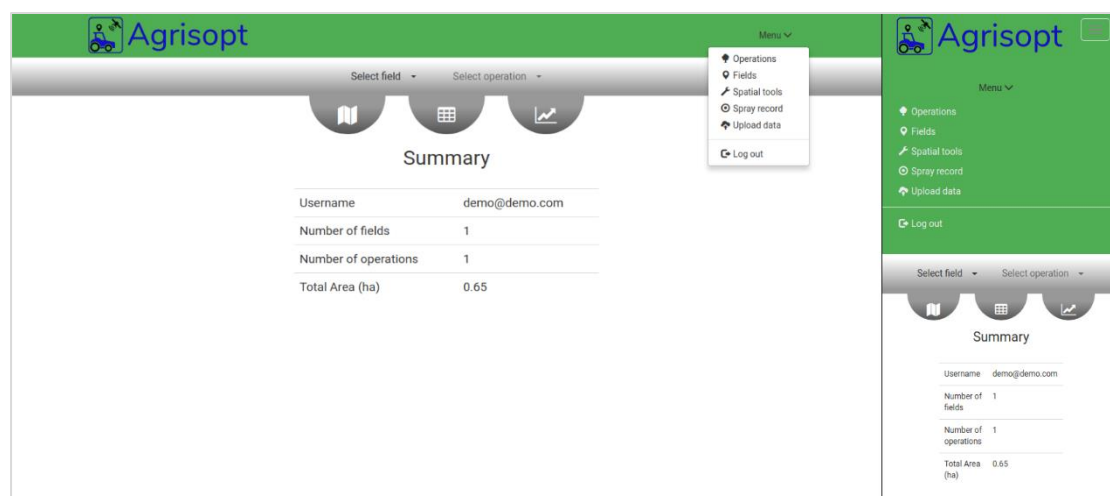 Agrisopt
Menu
Operations
Fields
Spatial tools
Spray record
Upload data
Log out
Select field Select operation
Summary
Username demo@demo.com
Number of fields 1
Number of operations 1
Total Area (ha) 0.65
Agrisopt
Menu
Operations
Fields
Spatial tools
Spray record
Upload data
Log out
Select field Select operation
Summary
Username demo@demo.com
Number of 1
fields
Number of 1
operations
Total Area 0.65
(ha)